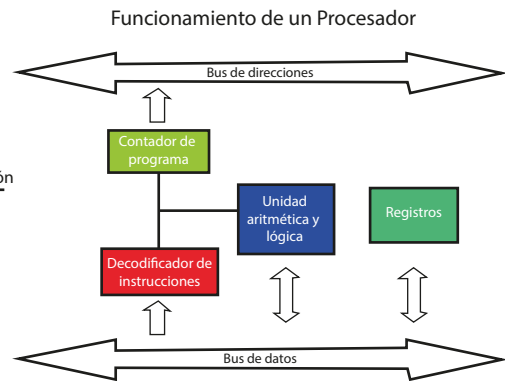 Funcionamiento de un Procesador
Bus de direcciones
Contador de
programa
ón
Unidad
aritmética y
lógica
Registros
Decodificador de
instrucciones
Bus de datos